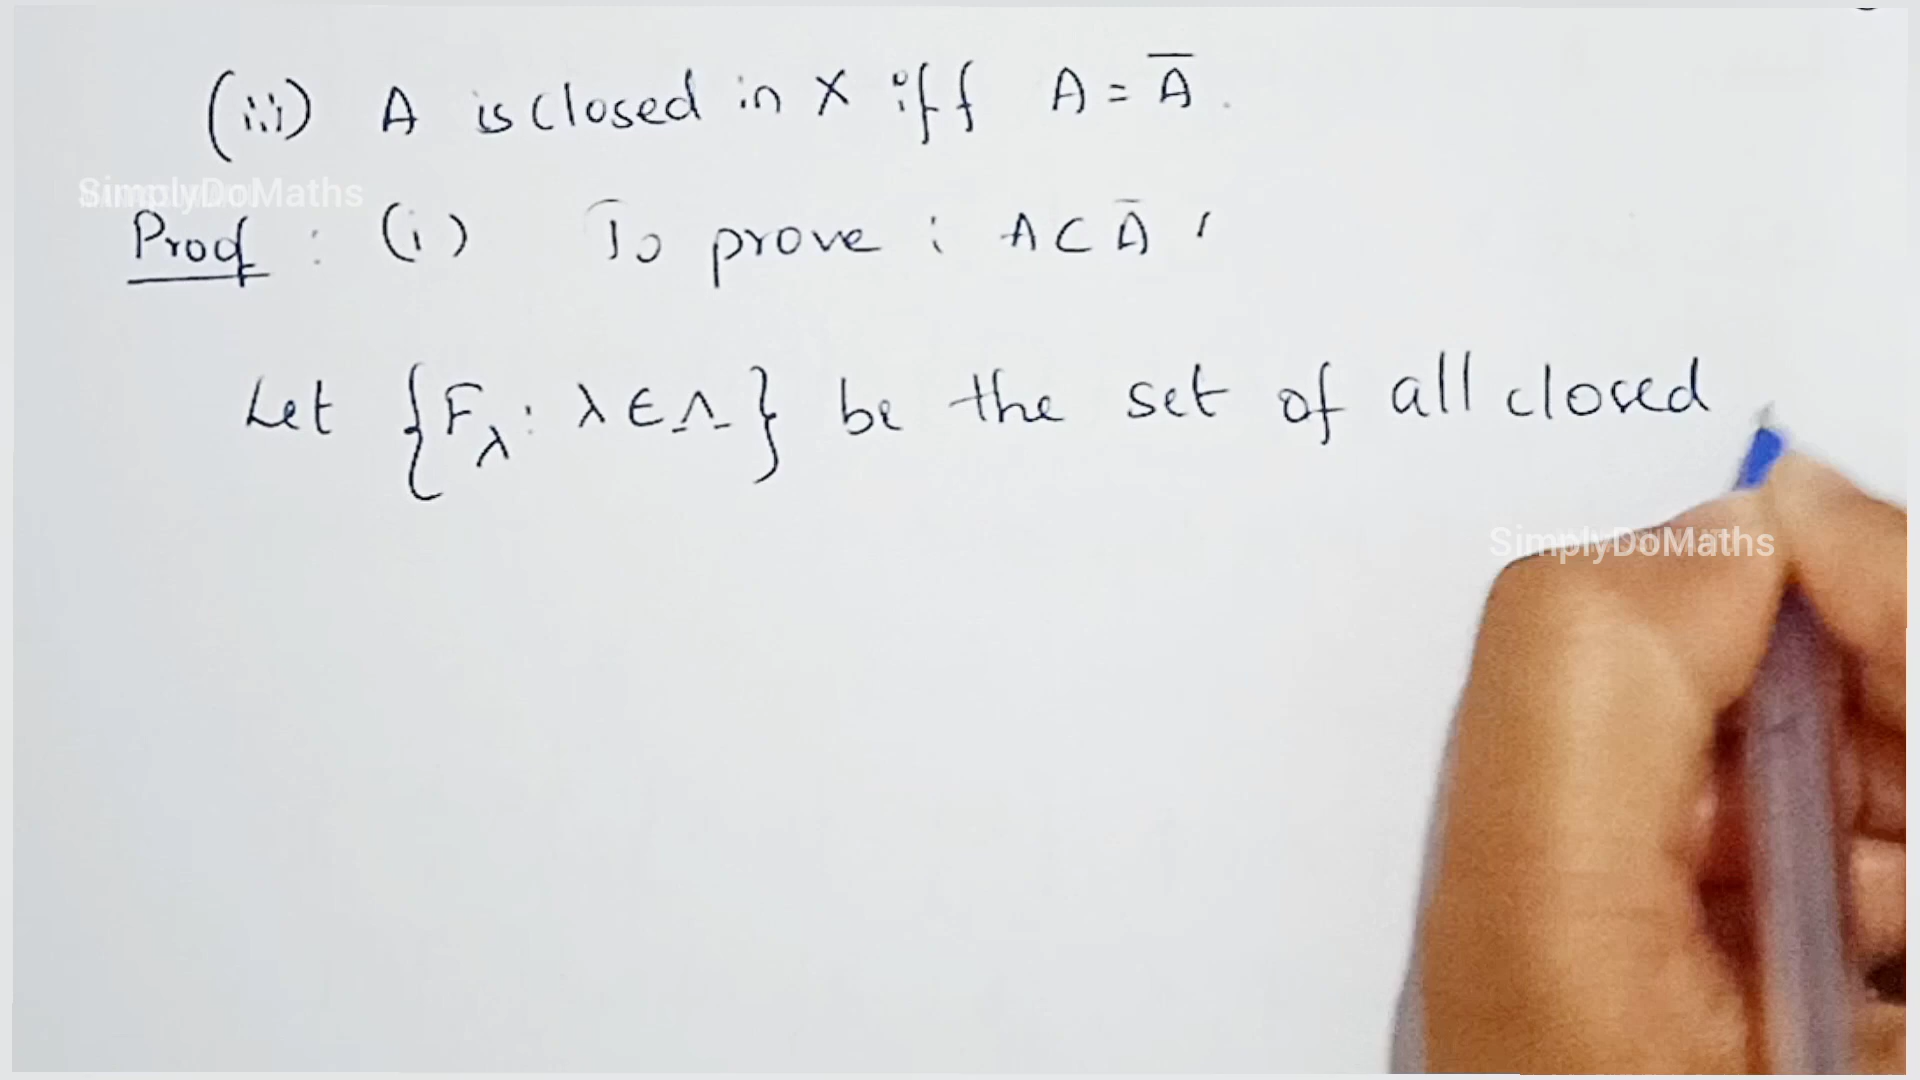 (iii) A is closed in X iff A = A̅.
SimplyDoMaths
Proof : (i) To prove : A ⊂ A̅
Let {F_λ : λ ∈ Λ} be the set of all closed
SimplyDoMaths